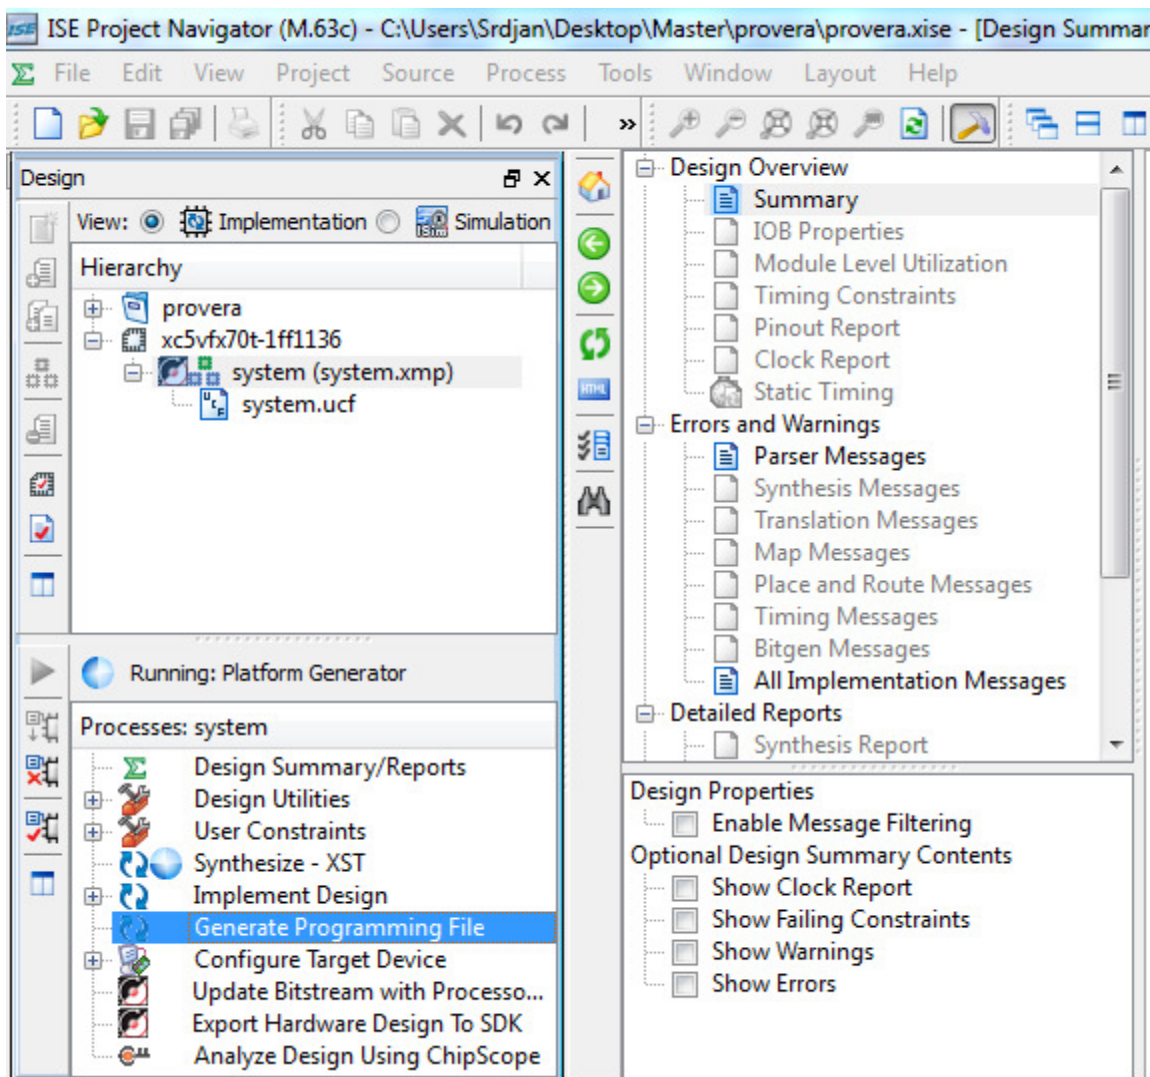 ISE Project Navigator (M.63c) - C:\Users\Srdjan\Desktop\Master\provera\provera.xise - [Design Summar
File Edit View Project Source Process Tools Window Layout Help
Design
View: Implementation Simulation
Hierarchy
provera
xc5vfx70t-1ff1136
system (system.xmp)
system.ucf
Running: Platform Generator
Processes: system
Design Summary/Reports
Design Utilities
User Constraints
Synthesize - XST
Implement Design
Generate Programming File
Configure Target Device
Update Bitstream with Processo...
Export Hardware Design To SDK
Analyze Design Using ChipScope
Design Overview
Summary
IOB Properties
Module Level Utilization
Timing Constraints
Pinout Report
Clock Report
Static Timing
Errors and Warnings
Parser Messages
Synthesis Messages
Translation Messages
Map Messages
Place and Route Messages
Timing Messages
Bitgen Messages
All Implementation Messages
Detailed Reports
Synthesis Report
Design Properties
Enable Message Filtering
Optional Design Summary Contents
Show Clock Report
Show Failing Constraints
Show Warnings
Show Errors